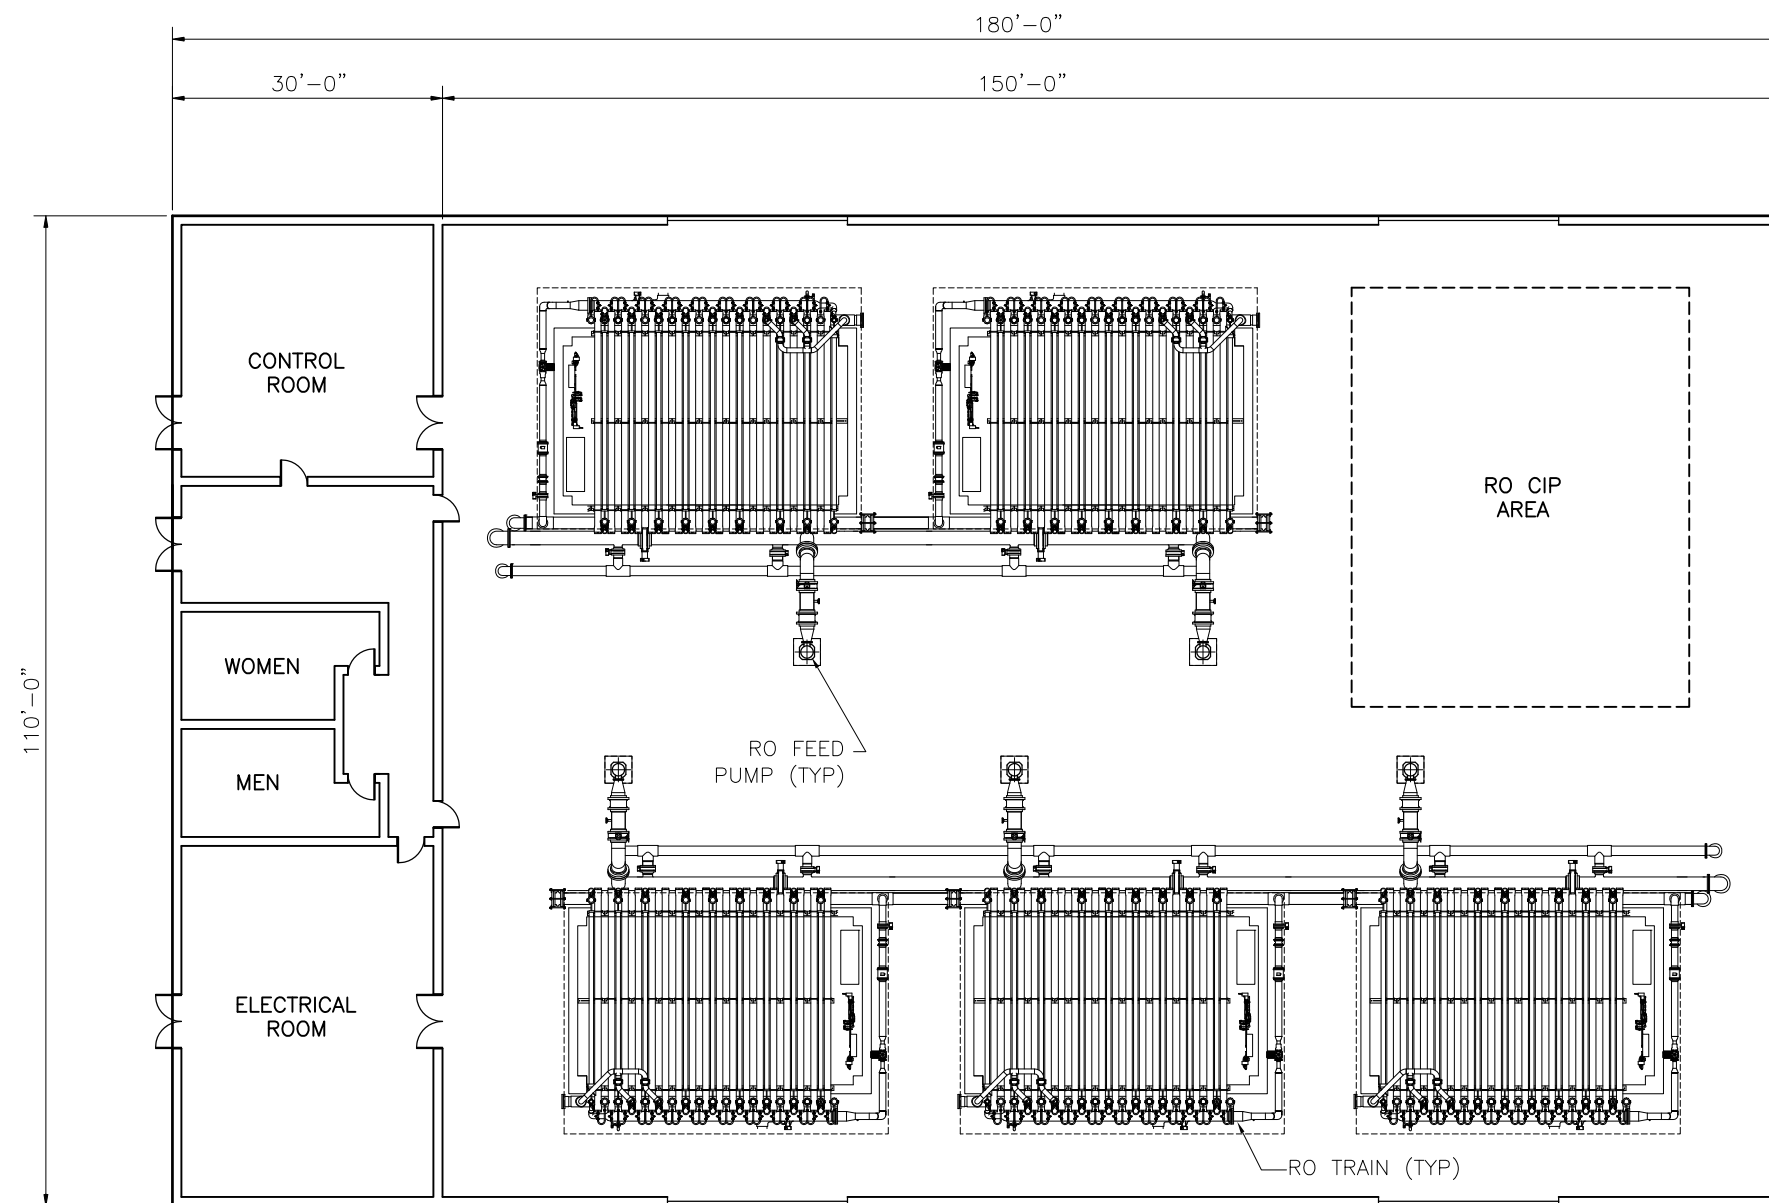 180'-0"
30'-0"
150'-0"
CONTROL
ROOM
RO CIP
AREA
WOMEN
110'-0"
RO FEED
PUMP (TYP)
MEN
ELECTRICAL
ROOM
RO TRAIN (TYP)